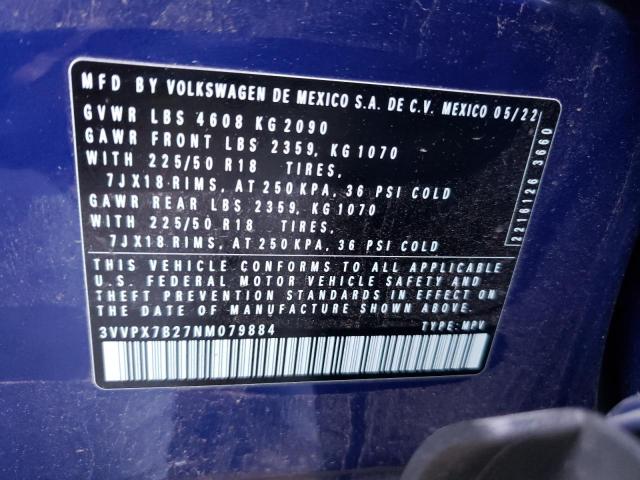 MFD BY VOLKSWAGEN DE MEXICO S.A. DE C.V. MEXICO 05/22
GVWR LBS 4608 KG 2090
GAWR FRONT LBS 2359, KG 1070
WITH 225/50 R18 TIRES,
7JX18 RIMS, AT 250 KPA, 36 PSI COLD
GAWR REAR LBS 2359, KG 1070
WITH 225/50 R18 TIRES,
7JX18 RIMS, AT 250 KPA, 36 PSI COLD
THIS VEHICLE CONFORMS TO ALL APPLICABLE
U.S. FEDERAL MOTOR VEHICLE SAFETY AND
THEFT PREVENTION STANDARDS IN EFFECT ON
THE DATE OF MANUFACTURE SHOWN ABOVE.
3VVPX7B27NM079884 TYPE: MPV
2216126 3660